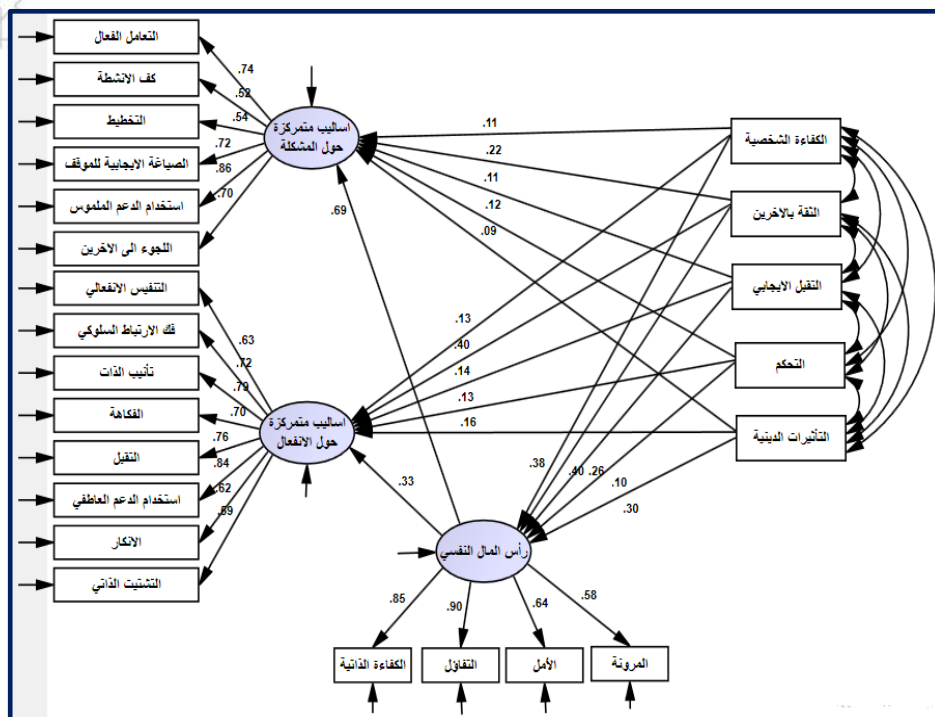 التعامل الفعال
كف الانشطة
التخطيط
الصياغة الايجابية للموقف
استخدام الدعم الملموس
اللجوء الى الاخرين
التنفيس الانفعالي
فك الارتباط السلوكي
تأنيب الذات
الفكاهة
التقبل
استخدام الدعم العاطفي
الانكار
التشتيت الذاتي
.74
.52
.54
.72
.86
.70
اساليب متمركزة
حول المشكلة
.63
.72
.79
.70
.76
.84
.62
.69
اساليب متمركزة
حول الانفعال
.11
.22
.11
.12
.09
.69
.13
.40
.14
.13
.16
.33
.38
.40
.26
.10
.30
الكفاءة الشخصية
الثقة بالاخرين
التقبل الايجابي
التحكم
التأثيرات الدينية
رأس المال النفسي
.85
.90
.64
.58
الكفاءة الذاتية
التفاؤل
الأمل
المرونة